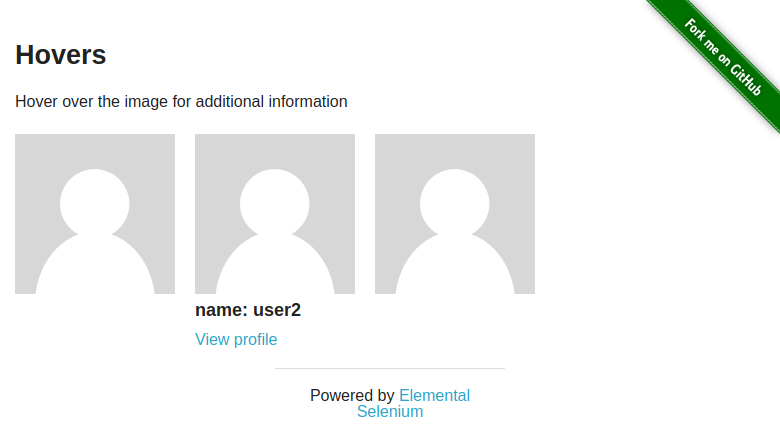 Fork me on GitHub
Hovers
Hover over the image for additional information
name: user2
View profile
Powered by Elemental
Selenium